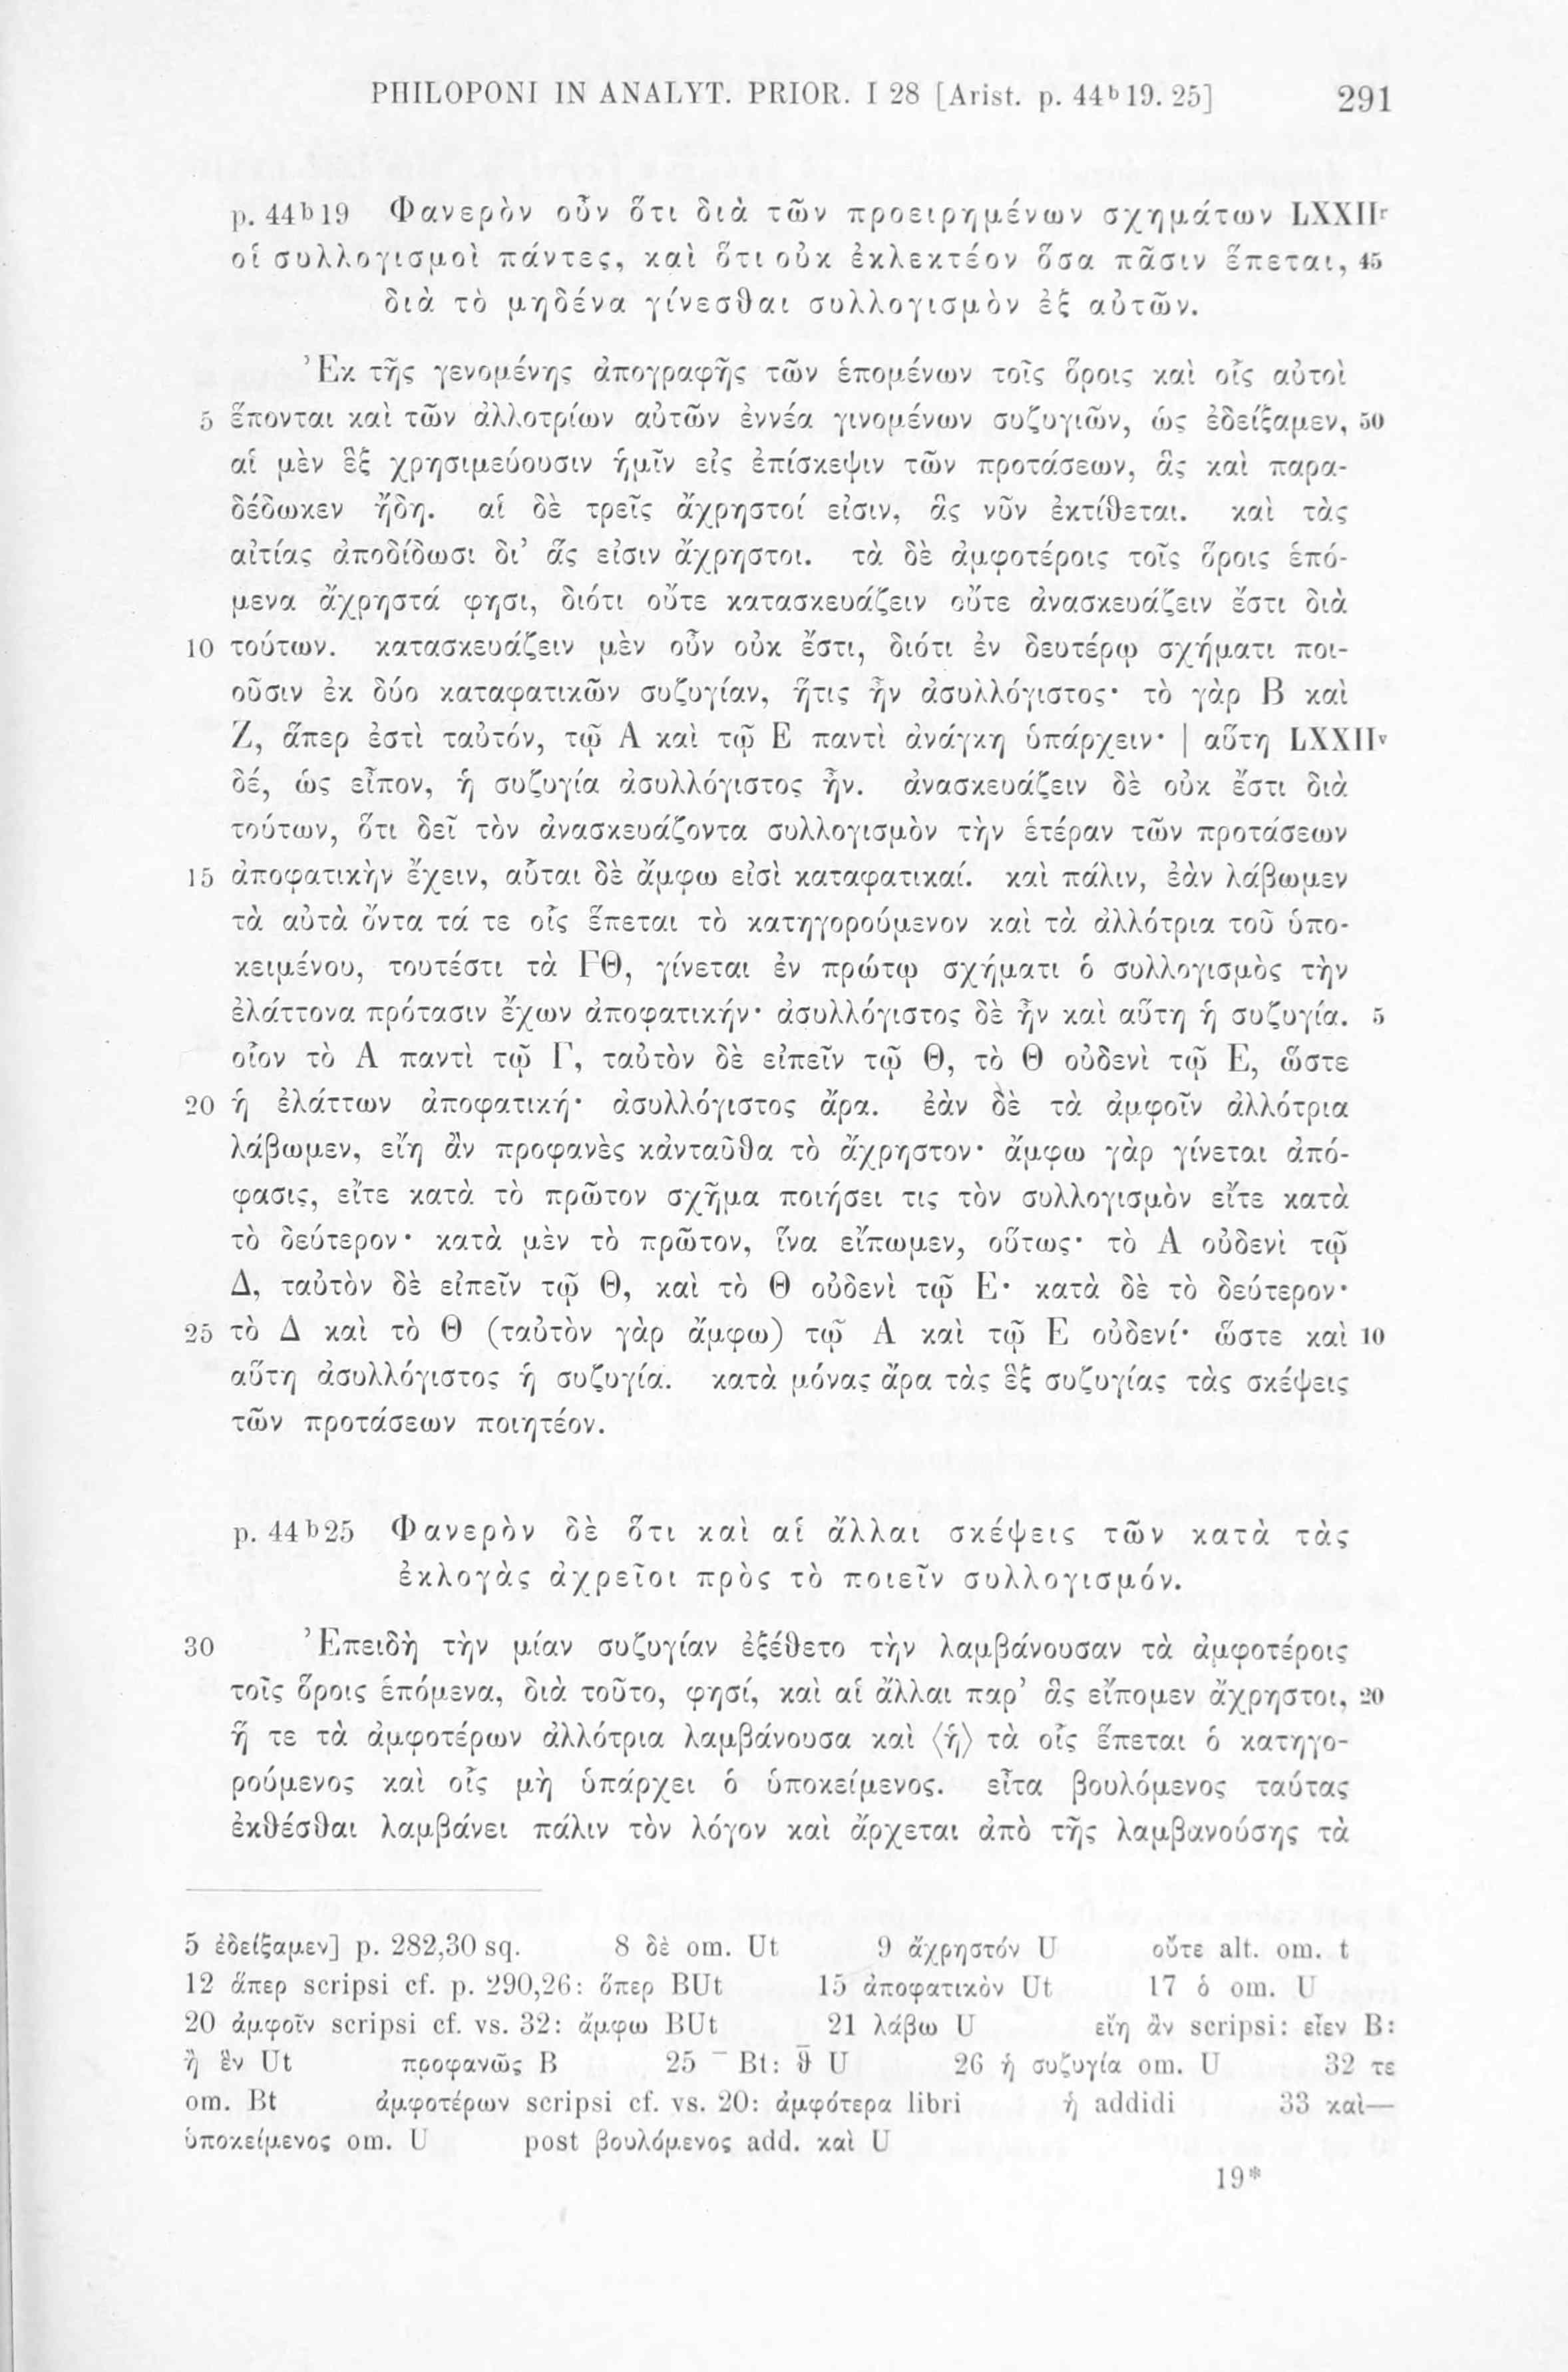 PHILOPONI IN ANALYT. PRIOR. I 28 [Arist. p. 44ᵇ19. 25] 291
p. 44ᵇ19 Φανερὸν οὖν ὅτι διὰ τῶν προειρημένων σχημάτων LXXIIʳ
οἱ συλλογισμοὶ πάντες, καὶ ὅτι οὐκ ἐκλεκτέον ὅσα πᾶσιν ἕπεται, 45
διὰ τὸ μηδένα γίνεσθαι συλλογισμὸν ἐξ αὐτῶν.
Ἐκ τῆς γενομένης ἀπογραφῆς τῶν ἑπομένων τοῖς ὅροις καὶ οἷς αὐτοὶ
5 ἕπονται καὶ τῶν ἀλλοτρίων αὐτῶν ἐννέα γινομένων συζυγιῶν, ὡς ἐδείξαμεν, 50
αἱ μὲν ἓξ χρησιμεύουσιν ἡμῖν εἰς ἐπίσκεψιν τῶν προτάσεων, ἃς καὶ παρα-
δέδωκεν ἤδη. αἱ δὲ τρεῖς ἄχρηστοί εἰσιν, ἃς νῦν ἐκτίθεται. καὶ τὰς
αἰτίας ἀποδίδωσι δι’ ἃς εἰσιν ἄχρηστοι. τὰ δὲ ἀμφοτέροις τοῖς ὅροις ἑπό-
μενα ἄχρηστά φησι, διότι οὔτε κατασκευάζειν οὔτε ἀνασκευάζειν ἔστι διὰ
10 τούτων. κατασκευάζειν μὲν οὖν οὐκ ἔστι, διότι ἐν δευτέρῳ σχήματι ποι-
οῦσιν ἐκ δύο καταφατικῶν συζυγίαν, ἥτις ἦν ἀσυλλόγιστος· τὸ γὰρ Β καὶ
Ζ, ἅπερ ἐστὶ ταὐτόν, τῷ Α καὶ τῷ Ε παντὶ ἀνάγκη ὑπάρχειν· | αὕτη LXXIIᵛ
δέ, ὡς εἶπον, ἡ συζυγία ἀσυλλόγιστος ἦν. ἀνασκευάζειν δὲ οὐκ ἔστι διὰ
τούτων, ὅτι δεῖ τὸν ἀνασκευάζοντα συλλογισμὸν τὴν ἑτέραν τῶν προτάσεων
15 ἀποφατικὴν ἔχειν, αὗται δὲ ἄμφω εἰσὶ καταφατικαί. καὶ πάλιν, ἐὰν λάβωμεν
τὰ αὐτὰ ὄντα τά τε οἷς ἕπεται τὸ κατηγορούμενον καὶ τὰ ἀλλότρια τοῦ ὑπο-
κειμένου, τουτέστι τὰ ΓΘ, γίνεται ἐν πρώτῳ σχήματι ὁ συλλογισμὸς τὴν
ἐλάττονα πρότασιν ἔχων ἀποφατικήν· ἀσυλλόγιστος δὲ ἦν καὶ αὕτη ἡ συζυγία. 5
οἷον τὸ Α παντὶ τῷ Γ, ταὐτὸν δὲ εἰπεῖν τῷ Θ, τὸ Θ οὐδενὶ τῷ Ε, ὥστε
20 ἡ ἐλάττων ἀποφατική· ἀσυλλόγιστος ἄρα. ἐὰν δὲ τὰ ἀμφοῖν ἀλλότρια
λάβωμεν, εἴη ἂν προφανὲς κἀνταῦθα τὸ ἄχρηστον· ἄμφω γὰρ γίνεται ἀπό-
φασις, εἴτε κατὰ τὸ πρῶτον σχῆμα ποιήσει τις τὸν συλλογισμὸν εἴτε κατὰ
τὸ δεύτερον· κατὰ μὲν τὸ πρῶτον, ἵνα εἴπωμεν, οὕτως· τὸ Α οὐδενὶ τῷ
Δ, ταὐτὸν δὲ εἰπεῖν τῷ Θ, καὶ τὸ Θ οὐδενὶ τῷ Ε· κατὰ δὲ τὸ δεύτερον·
25 τὸ Δ καὶ τὸ Θ (ταὐτὸν γὰρ ἄμφω) τῷ Α καὶ τῷ Ε οὐδενί· ὥστε καὶ 10
αὕτη ἀσυλλόγιστος ἡ συζυγία. κατὰ μόνας ἄρα τὰς ἓξ συζυγίας τὰς σκέψεις
τῶν προτάσεων ποιητέον.
p. 44ᵇ25 Φανερὸν δὲ ὅτι καὶ αἱ ἄλλαι σκέψεις τῶν κατὰ τὰς
ἐκλογὰς ἀχρεῖοι πρὸς τὸ ποιεῖν συλλογισμόν.
30 Ἐπειδὴ τὴν μίαν συζυγίαν ἐξέθετο τὴν λαμβάνουσαν τὰ ἀμφοτέροις
τοῖς ὅροις ἑπόμενα, διὰ τοῦτο, φησί, καὶ αἱ ἄλλαι παρ’ ἃς εἴπομεν ἄχρηστοι, 20
ἥ τε τὰ ἀμφοτέρων ἀλλότρια λαμβάνουσα καὶ ⟨ἡ⟩ τὰ οἷς ἕπεται ὁ κατηγο-
ρούμενος καὶ οἷς μὴ ὑπάρχει ὁ ὑποκείμενος. εἶτα βουλόμενος ταύτας
ἐκθέσθαι λαμβάνει πάλιν τὸν λόγον καὶ ἄρχεται ἀπὸ τῆς λαμβανούσης τὰ
5 ἐδείξαμεν] p. 282,30 sq. 8 δὲ om. Ut 9 ἄχρηστόν U οὔτε alt. om. t
12 ἅπερ scripsi cf. p. 290,26: ὅπερ BUt 15 ἀποφατικὸν Ut 17 ὁ om. U
20 ἀμφοῖν scripsi cf. vs. 32: ἄμφω BUt 21 λάβω U εἴη ἂν scripsi: εἶεν B:
ἢ ἓν Ut προφανῶς B 25 ‾ Bt: θ̄ U 26 ἡ συζυγία om. U 32 τε
om. Bt ἀμφοτέρων scripsi cf. vs. 20: ἀμφότερα libri ἡ addidi 33 καὶ—
ὑποκείμενος om. U post βουλόμενος add. καὶ U
19*